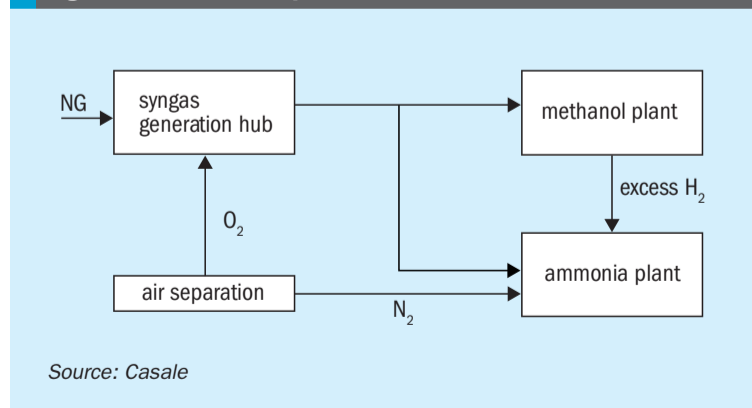 NG
syngas
generation hub
methanol plant
excess H₂
O₂
ammonia plant
air separation
N₂
Source: Casale